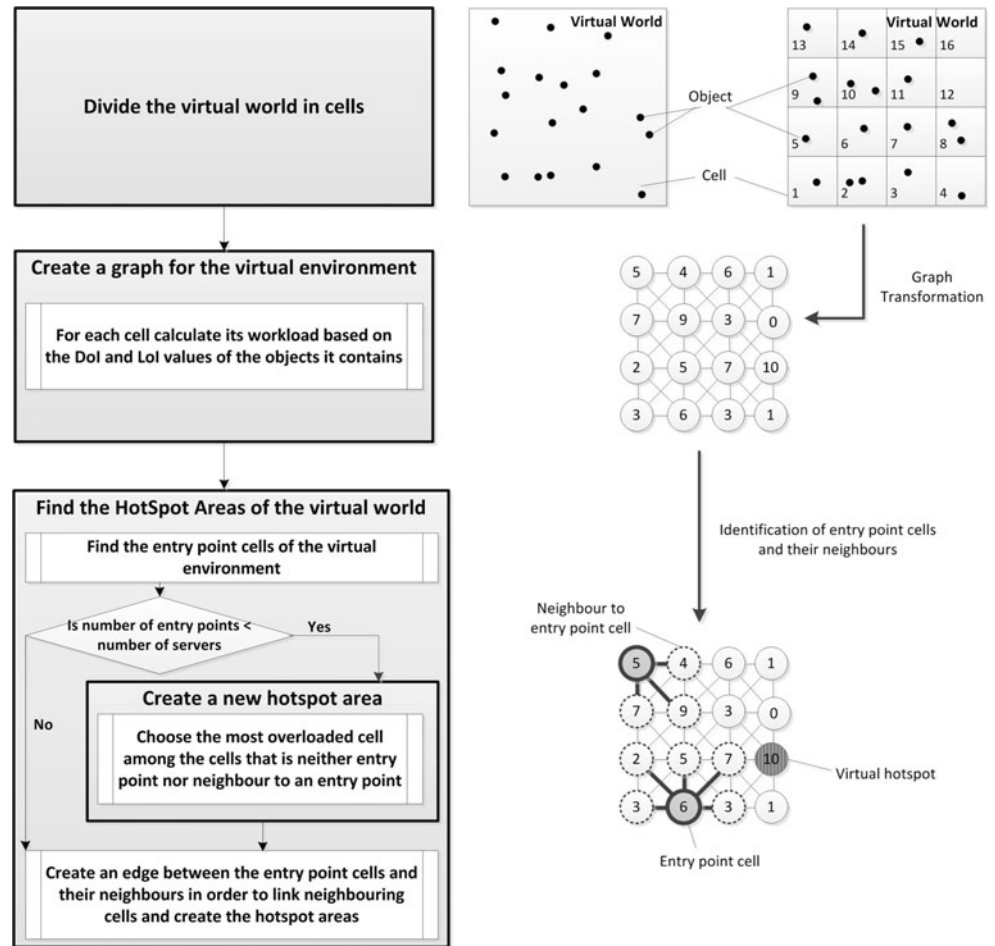 Divide the virtual world in cells
Create a graph for the virtual environment
For each cell calculate its workload based on
the DoI and LoI values of the objects it contains
Find the HotSpot Areas of the virtual world
Find the entry point cells of the virtual
environment
Is number of entry points <
number of servers
Yes
No
Create a new hotspot area
Choose the most overloaded cell
among the cells that is neither entry
point nor neighbour to an entry point
Create an edge between the entry point cells and
their neighbours in order to link neighbouring
cells and create the hotspot areas
Virtual World
Object
Cell
Virtual World
13 14 15 16
9 10 11 12
5 6 7 8
1 2 3 4
Graph
Transformation
5 4 6 1
7 9 3 0
2 5 7 10
3 6 3 1
Identification of entry point cells
and their neighbours
Neighbour to
entry point cell
5 4 6 1
7 9 3 0
2 5 7 10
3 6 3 1
Virtual hotspot
Entry point cell